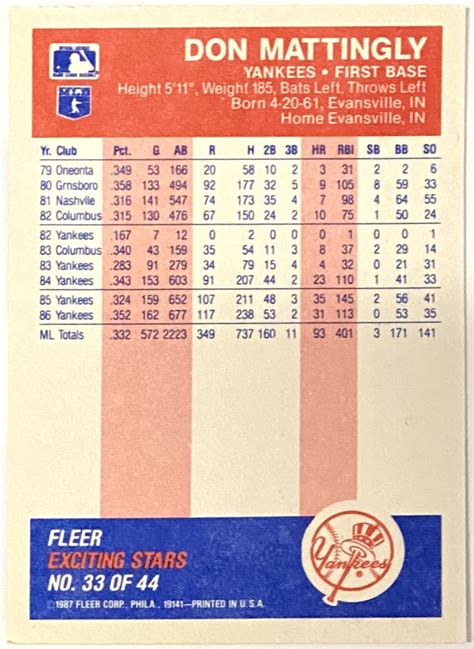 DON MATTINGLY
YANKEES • FIRST BASE
Height 5'11", Weight 185, Bats Left, Throws Left
Born 4-20-61, Evansville, IN
Home Evansville, IN
Yr. Club Pct. G AB R H 2B 3B HR RBI SB BB SO
79 Oneonta .349 53 166 20 58 10 2 3 31 2 2 6
80 Grnsboro .358 133 494 92 177 32 5 9 105 8 59 33
81 Nashvlle .316 141 547 74 173 35 4 7 98 4 64 55
82 Columbus .315 130 476 67 150 24 2 10 75 1 50 24
82 Yankees .167 7 12 0 2 0 0 0 1 0 0 1
83 Columbus .340 43 159 35 54 11 3 8 37 2 29 14
83 Yankees .283 91 279 34 79 15 4 4 32 0 21 31
84 Yankees .343 153 603 91 207 44 2 23 110 1 41 33
85 Yankees .324 159 652 107 211 48 3 35 145 2 56 41
86 Yankees .352 162 677 117 238 53 2 31 113 0 53 35
ML Totals .332 572 2223 349 737 160 11 93 401 3 171 141
FLEER
EXCITING STARS
NO. 33 OF 44
©1987 FLEER CORP., PHILA., 19141—PRINTED IN U.S.A.
Yankees